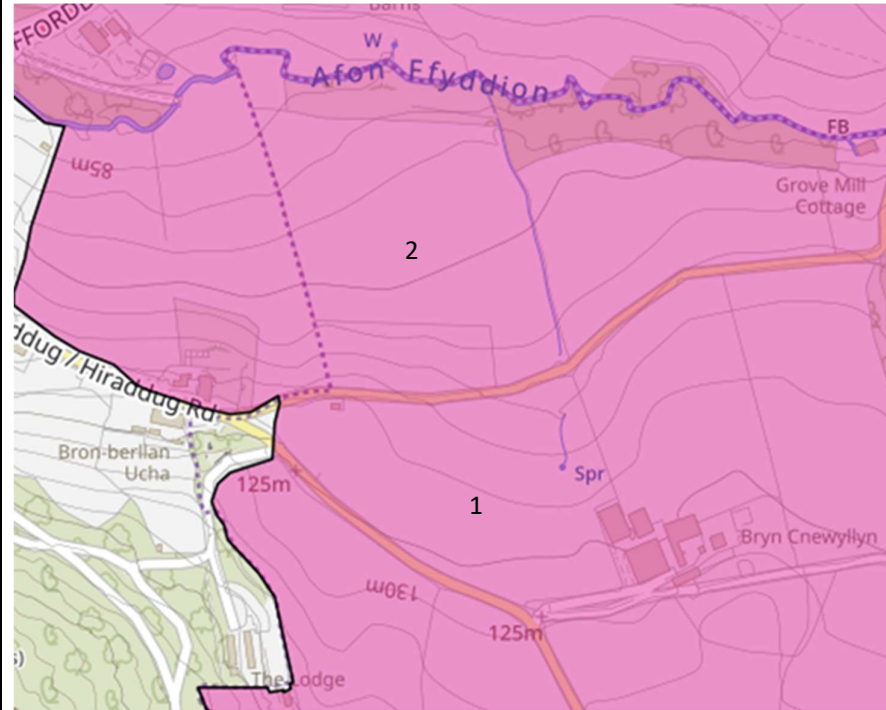 Barns
FFORDD
W
Afon Ffyddion
FB
85m
Grove Mill
Cottage
2
ddug / Hiraddug Rd
Bron-berllan
Ucha
125m
Spr
1
Bryn Cnewyllyn
130m
125m
s)
The Lodge